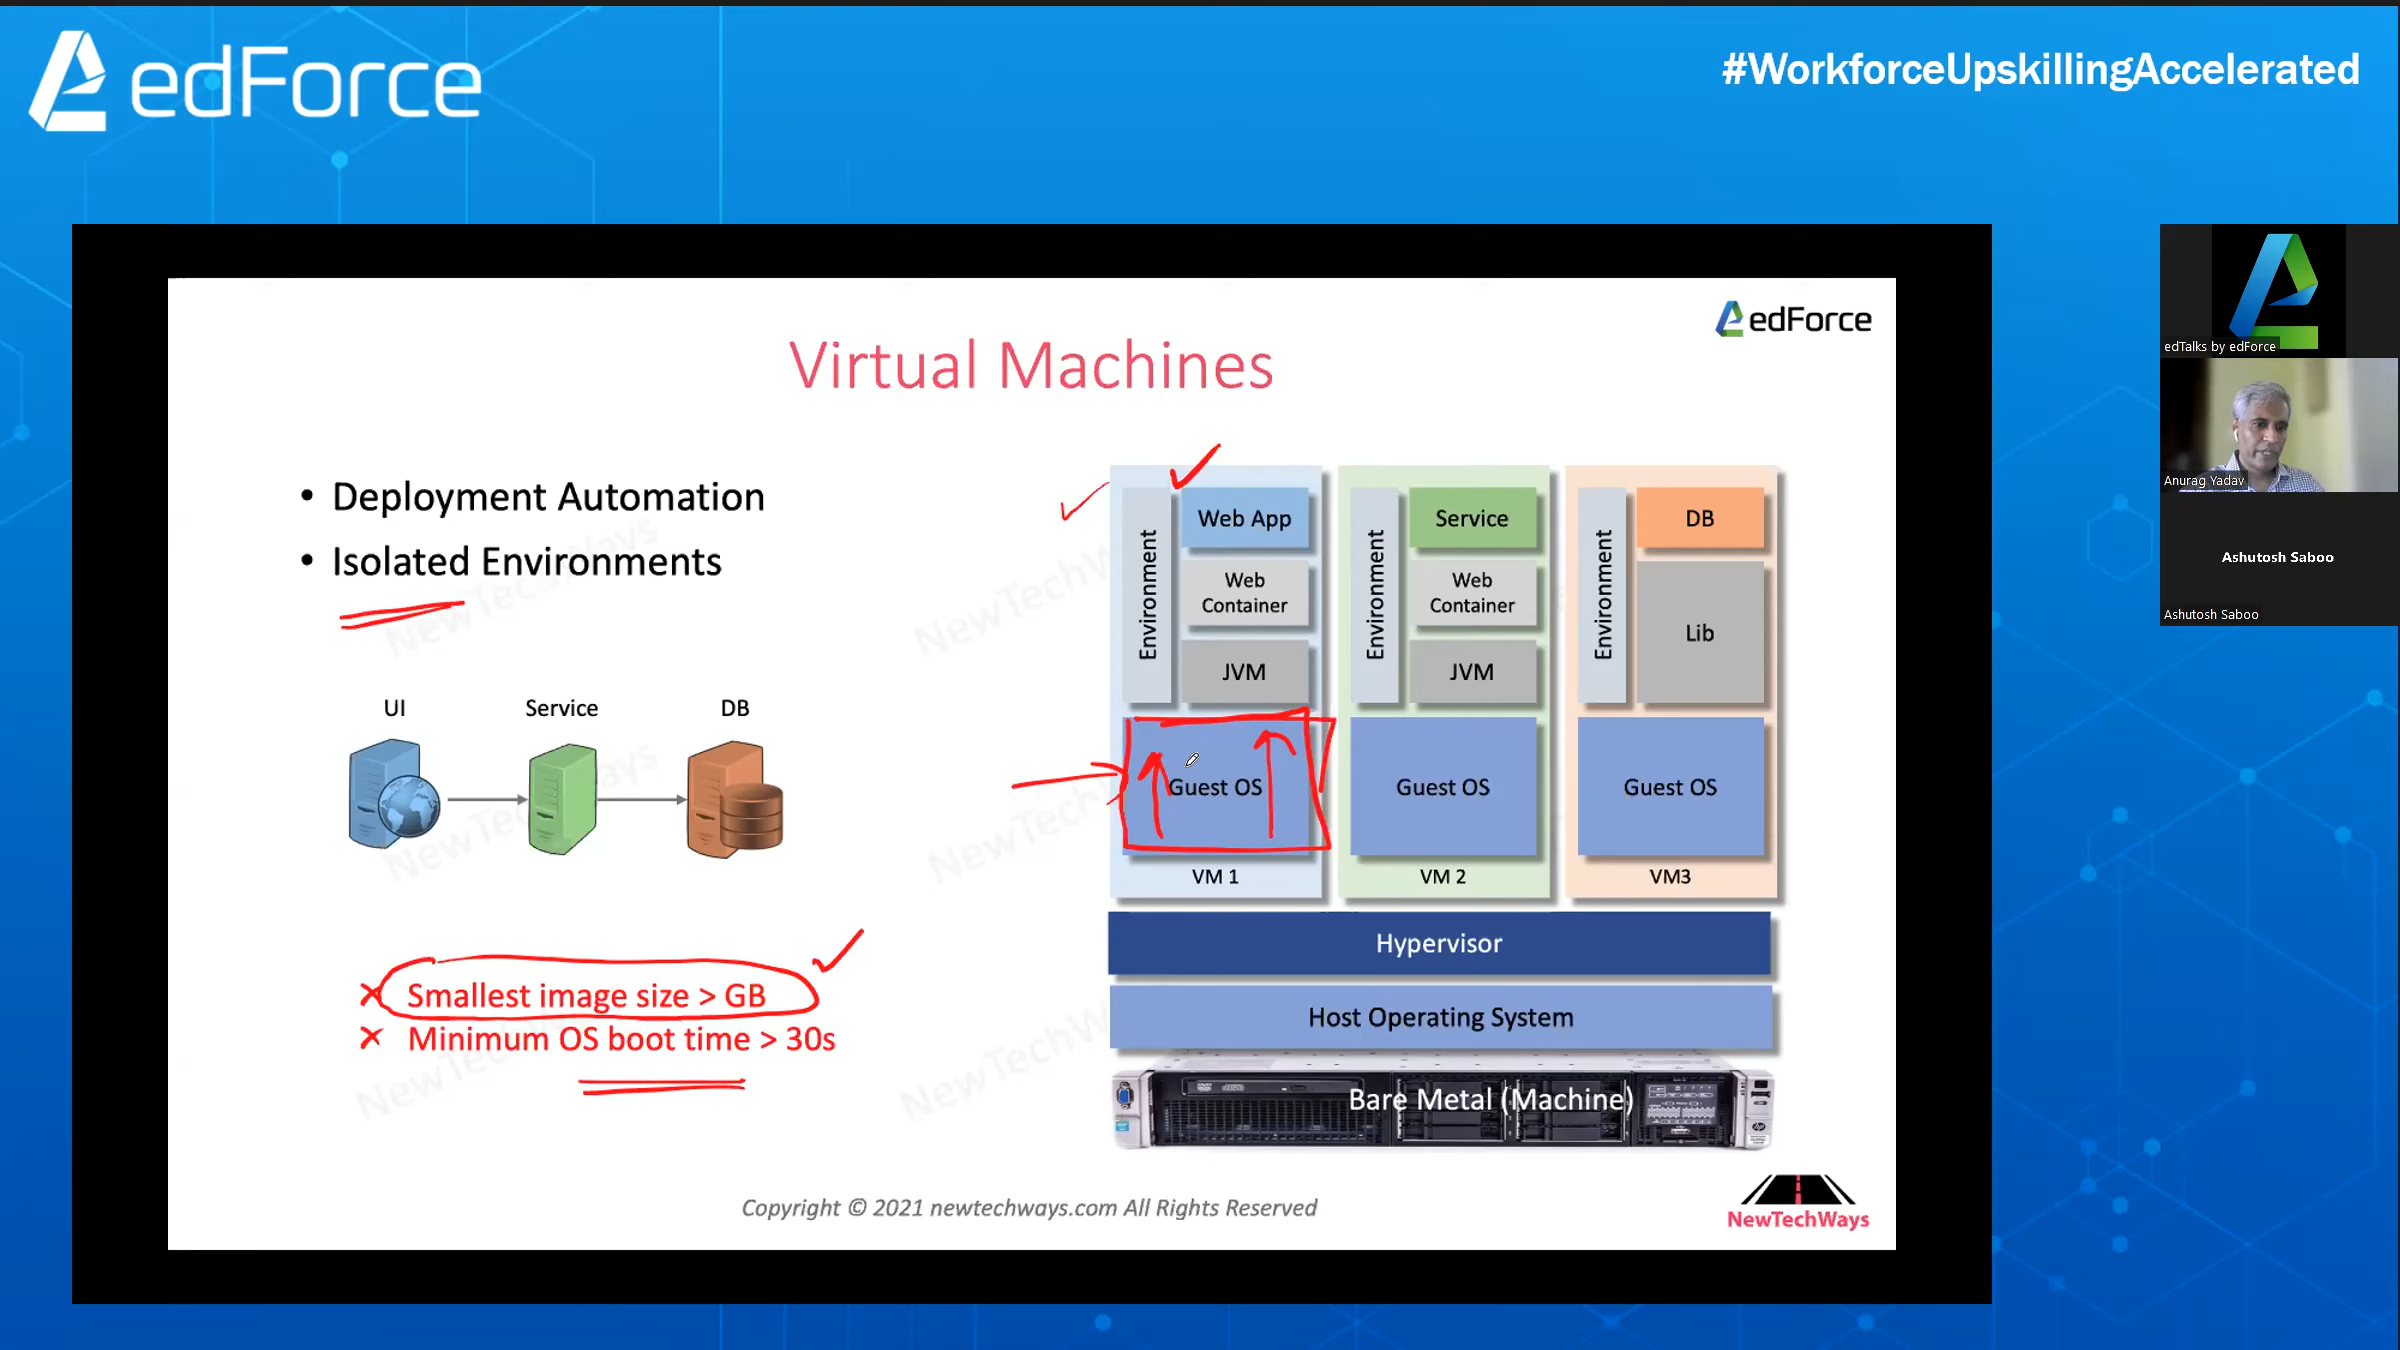 edForce
#WorkforceUpskillingAccelerated
edForce
Virtual Machines
• Deployment Automation
• Isolated Environments
UI
Service
DB
Smallest image size > GB
Minimum OS boot time > 30s
Environment
Web App
Web
Container
JVM
Guest OS
VM 1
Environment
Service
Web
Container
JVM
Guest OS
VM 2
Environment
DB
Lib
Guest OS
VM3
Hypervisor
Host Operating System
Bare Metal (Machine)
Copyright © 2021 newtechways.com All Rights Reserved
NewTechWays
edTalks by edForce
Anurag Yadav
Ashutosh Saboo
Ashutosh Saboo
NewTechWays